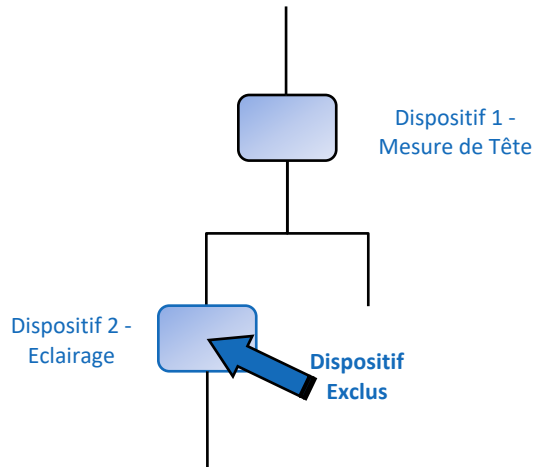 Dispositif 1 -
Mesure de Tête
Dispositif 2 -
Eclairage
Dispositif
Exclus